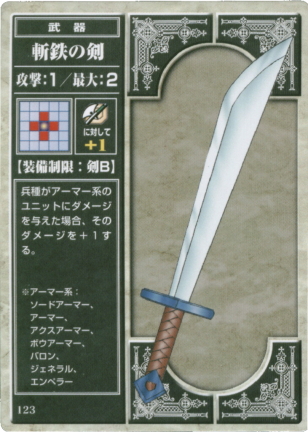 武器
斬鉄の剣
攻撃:1/最大:2
に対して
+1
【装備制限:剣B】
兵種がアーマー系の
ユニットにダメージ
を与えた場合、その
ダメージを+1す
る。
※アーマー系:
ソードアーマー、
アーマー、
アクスアーマー、
ボウアーマー、
バロン、
ジェネラル、
エンペラー
123